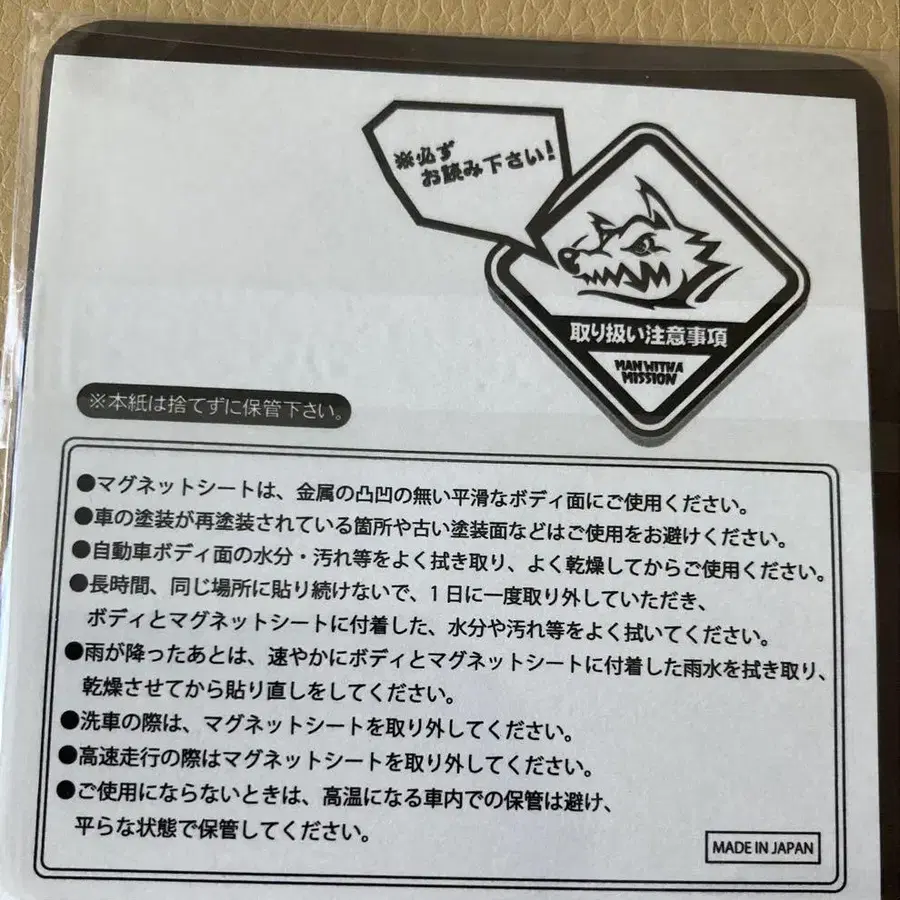 ※必ず
お読み下さい!
取り扱い注意事項
MAN WITH A
MISSION
※本紙は捨てずに保管下さい。
●マグネットシートは、金属の凸凹の無い平滑なボディ面にご使用ください。
●車の塗装が再塗装されている箇所や古い塗装面などはご使用をお避けください。
●自動車ボディ面の水分・汚れ等をよく拭き取り、よく乾燥してからご使用ください。
●長時間、同じ場所に貼り続けないで、1日に一度取り外していただき、
ボディとマグネットシートに付着した、水分や汚れ等をよく拭いてください。
●雨が降ったあとは、速やかにボディとマグネットシートに付着した雨水を拭き取り、
乾燥させてから貼り直しをしてください。
●洗車の際は、マグネットシートを取り外してください。
●高速走行の際はマグネットシートを取り外してください。
●ご使用にならないときは、高温になる車内での保管は避け、
平らな状態で保管してください。
MADE IN JAPAN